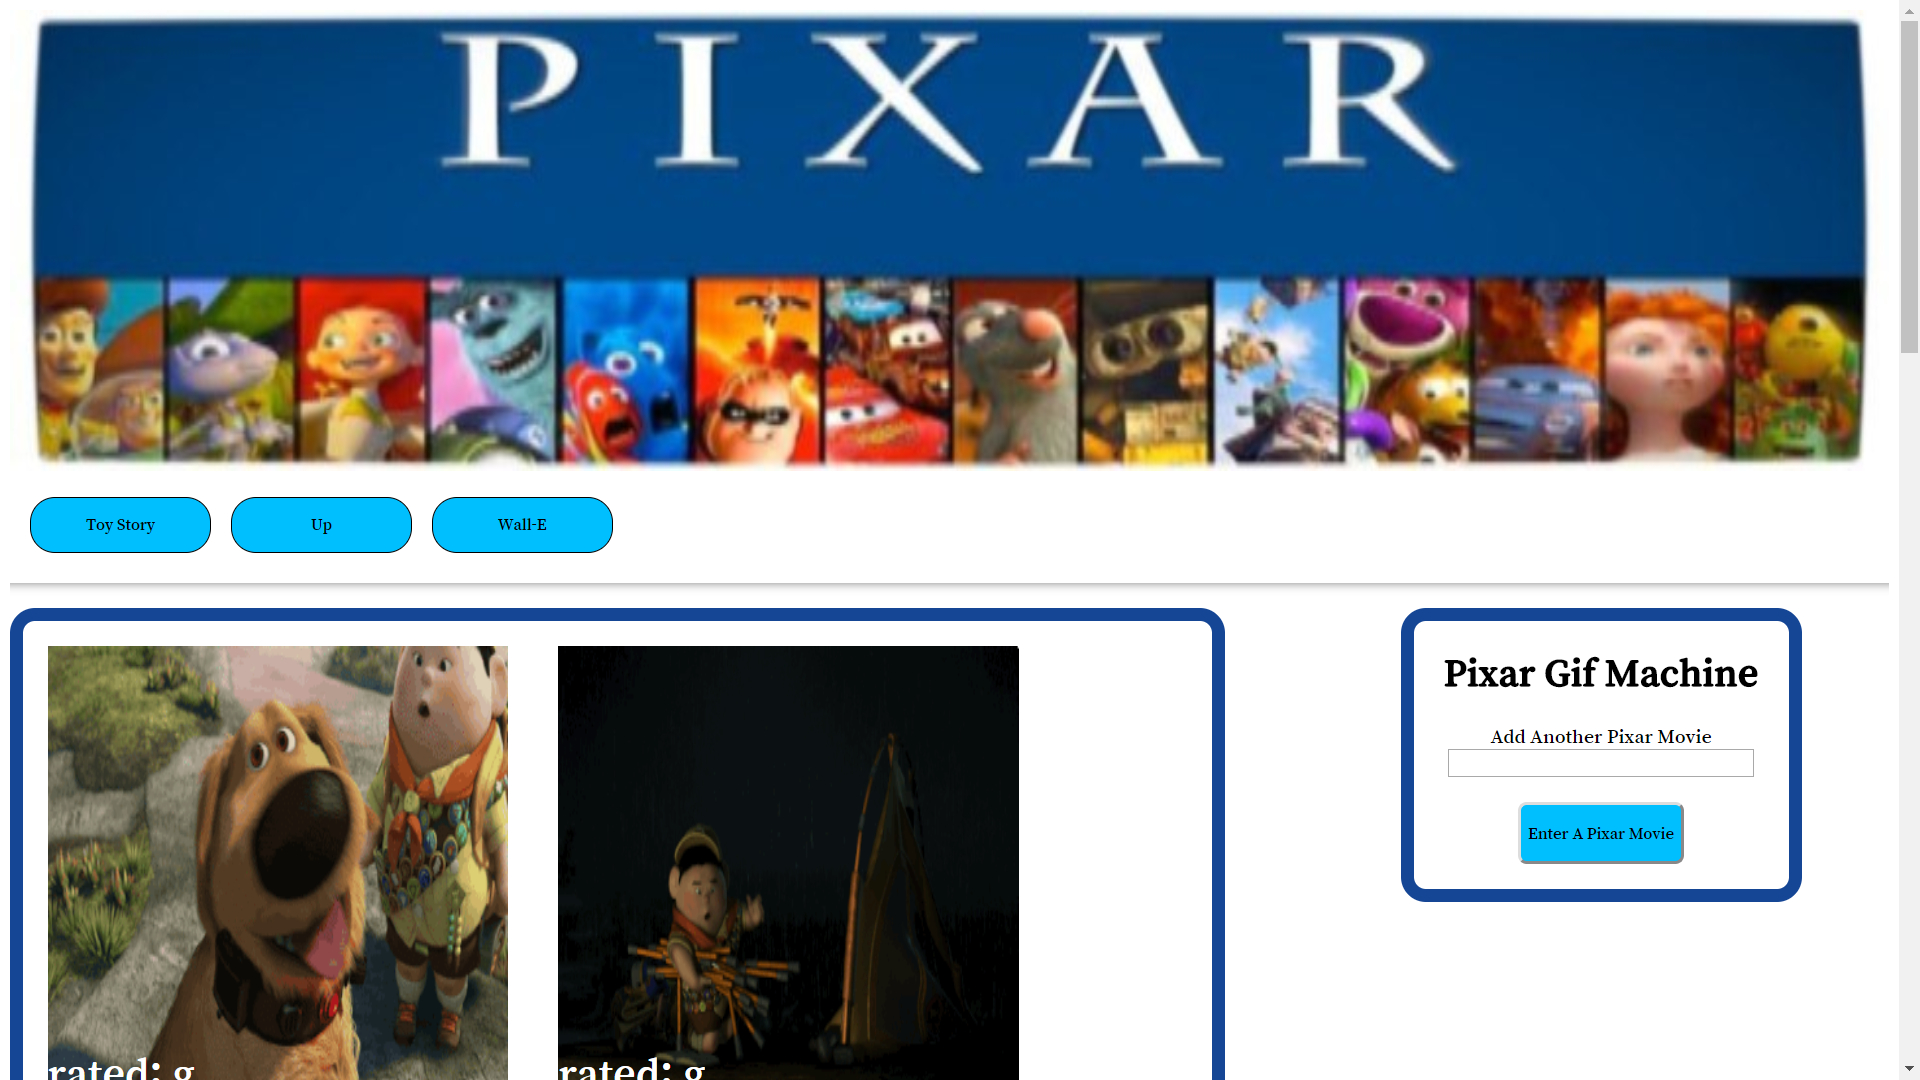 PIXAR
Toy Story
Up
Wall-E
Pixar Gif Machine
Add Another Pixar Movie
Enter A Pixar Movie
rated: g
rated: g